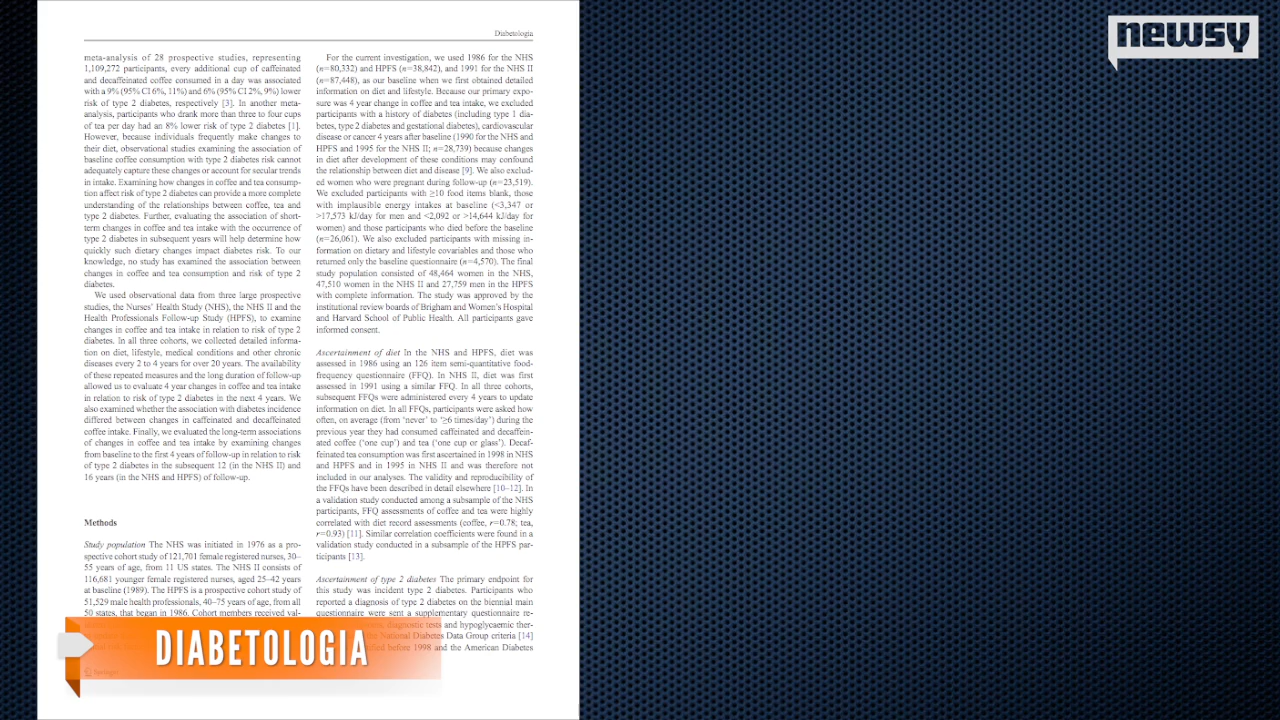 Diabetologia
newsy
meta-analysis of 28 prospective studies, representing
1,109,272 participants, every additional cup of caffeinated
and decaffeinated coffee consumed in a day was associated
with a 9% (95% CI 6%, 11%) and 6% (95% CI 2%, 9%) lower
risk of type 2 diabetes, respectively [3]. In another meta-
analysis, participants who drank more than three to four cups
of tea per day had an 8% lower risk of type 2 diabetes [1].
However, because individuals frequently make changes to
their diet, observational studies examining the association of
baseline coffee consumption with type 2 diabetes risk cannot
adequately capture these changes or account for secular trends
in intake. Examining how changes in coffee and tea consump-
tion affect risk of type 2 diabetes can provide a more complete
understanding of the relationships between coffee, tea and
type 2 diabetes. Further, evaluating the association of short-
term changes in coffee and tea intake with the occurrence of
type 2 diabetes in subsequent years will help determine how
quickly such dietary changes impact diabetes risk. To our
knowledge, no study has examined the association between
changes in coffee and tea consumption and risk of type 2
diabetes.
We used observational data from three large prospective
studies, the Nurses' Health Study (NHS), the NHS II and the
Health Professionals Follow-up Study (HPFS), to examine
changes in coffee and tea intake in relation to risk of type 2
diabetes. In all three cohorts, we collected detailed informa-
tion on diet, lifestyle, medical conditions and other chronic
diseases every 2 to 4 years for over 20 years. The availability
of these repeated measures and the long duration of follow-up
allowed us to evaluate 4 year changes in coffee and tea intake
in relation to risk of type 2 diabetes in the next 4 years. We
also examined whether the association with diabetes incidence
differed between changes in caffeinated and decaffeinated
coffee intake. Finally, we evaluated the long-term associations
of changes in coffee and tea intake by examining changes
from baseline to the first 4 years of follow-up in relation to risk
of type 2 diabetes in the subsequent 12 (in the NHS II) and
16 years (in the NHS and HPFS) of follow-up.
Methods
Study population The NHS was initiated in 1976 as a pro-
spective cohort study of 121,701 female registered nurses, 30–
55 years of age, from 11 US states. The NHS II consists of
116,681 younger female registered nurses, aged 25–42 years
at baseline (1989). The HPFS is a prospective cohort study of
51,529 male health professionals, 40–75 years of age, from all
50 states, that began in 1986. Cohort members received val-
For the current investigation, we used 1986 for the NHS
(n=80,332) and HPFS (n=38,842), and 1991 for the NHS II
(n=87,448), as our baseline when we first obtained detailed
information on diet and lifestyle. Because our primary expo-
sure was 4 year change in coffee and tea intake, we excluded
participants with a history of diabetes (including type 1 dia-
betes, type 2 diabetes and gestational diabetes), cardiovascular
disease or cancer 4 years after baseline (1990 for the NHS and
HPFS and 1995 for the NHS II; n=28,739) because changes
in diet after development of these conditions may confound
the relationship between diet and disease [9]. We also exclud-
ed women who were pregnant during follow-up (n=23,519).
We excluded participants with ≥10 food items blank, those
with implausible energy intakes at baseline (<3,347 or
>17,573 kJ/day for men and <2,092 or >14,644 kJ/day for
women) and those participants who died before the baseline
(n=26,061). We also excluded participants with missing in-
formation on dietary and lifestyle covariables and those who
returned only the baseline questionnaire (n=4,570). The final
study population consisted of 48,464 women in the NHS,
47,510 women in the NHS II and 27,759 men in the HPFS
with complete information. The study was approved by the
institutional review boards of Brigham and Women's Hospital
and Harvard School of Public Health. All participants gave
informed consent.
Ascertainment of diet In the NHS and HPFS, diet was
assessed in 1986 using an 126 item semi-quantitative food-
frequency questionnaire (FFQ). In NHS II, diet was first
assessed in 1991 using a similar FFQ. In all three cohorts,
subsequent FFQs were administered every 4 years to update
information on diet. In all FFQs, participants were asked how
often, on average (from 'never' to '≥6 times/day') during the
previous year they had consumed caffeinated and decaffein-
ated coffee ('one cup') and tea ('one cup or glass'). Decaf-
feinated tea consumption was first ascertained in 1998 in NHS
and HPFS and in 1995 in NHS II and was therefore not
included in our analyses. The validity and reproducibility of
the FFQs have been described in detail elsewhere [10–12]. In
a validation study conducted among a subsample of the NHS
participants, FFQ assessments of coffee and tea were highly
correlated with diet record assessments (coffee, r=0.78; tea,
r=0.93) [11]. Similar correlation coefficients were found in a
validation study conducted in a subsample of the HPFS par-
ticipants [13].
Ascertainment of type 2 diabetes The primary endpoint for
this study was incident type 2 diabetes. Participants who
reported a diagnosis of type 2 diabetes on the biennial main
questionnaire were sent a supplementary questionnaire re-
diagnostic tests and hypoglycaemic ther-
National Diabetes Data Group criteria [14]
before 1998 and the American Diabetes
DIABETOLOGIA
Springer